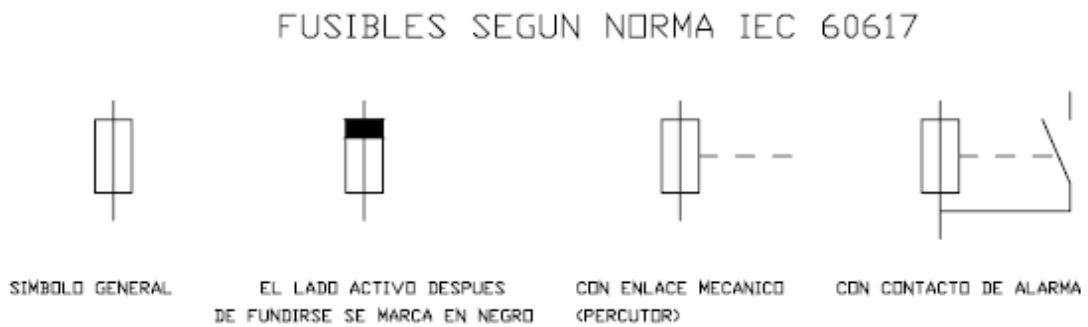 FUSIBLES SEGUN NORMA IEC 60617
SIMBOLO GENERAL
EL LADO ACTIVO DESPUES
DE FUNDIRSE SE MARCA EN NEGRO
CON ENLACE MECANICO
(PERCUTOR)
CON CONTACTO DE ALARMA